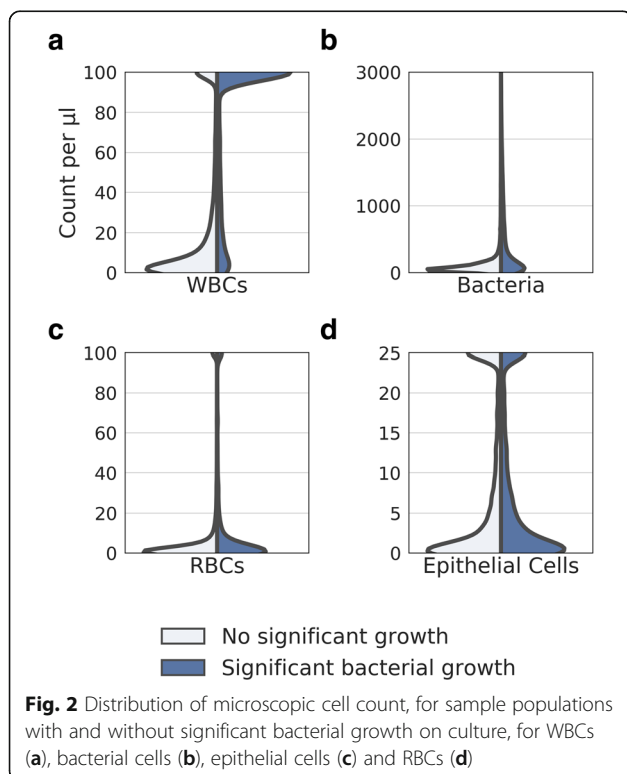 a
b
100
80
60
40
20
0
Count per µl
WBCs
3000
2000
1000
0
Bacteria
c
d
100
80
60
40
20
0
RBCs
25
20
15
10
5
0
Epithelial Cells
No significant growth
Significant bacterial growth
Fig. 2 Distribution of microscopic cell count, for sample populations
with and without significant bacterial growth on culture, for WBCs
(a), bacterial cells (b), epithelial cells (c) and RBCs (d)